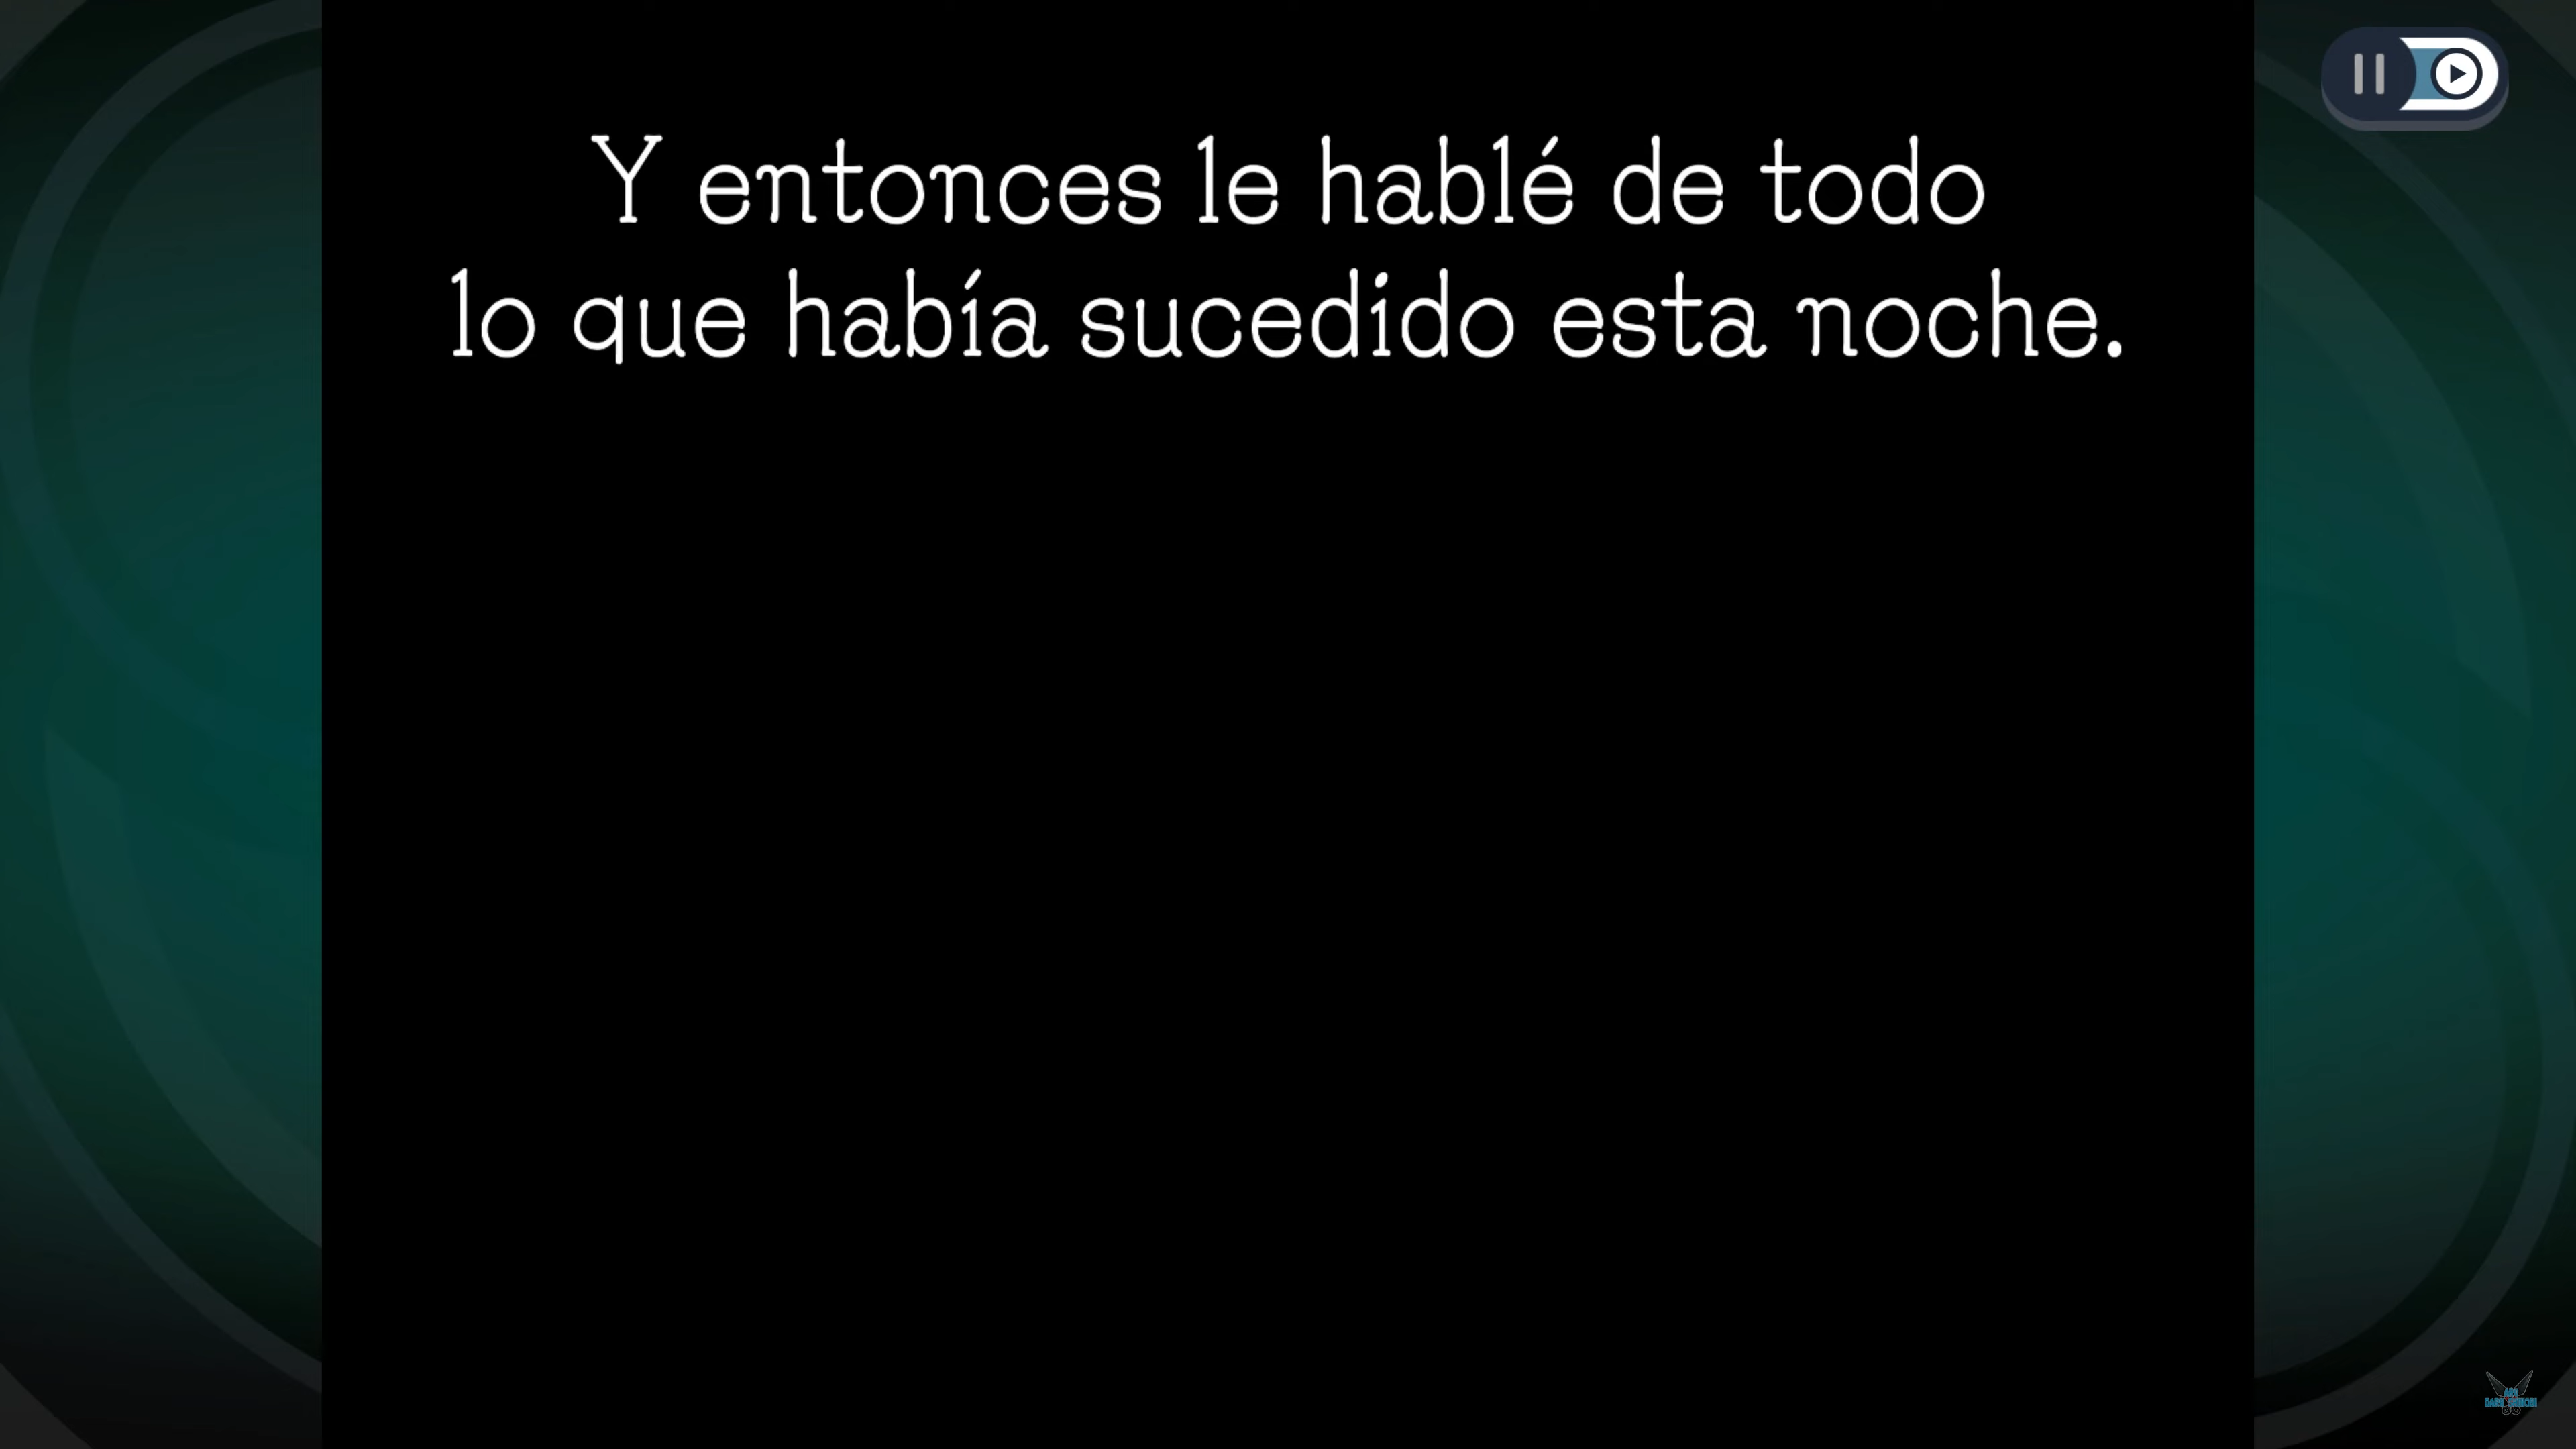 Y entonces le hablé de todo
lo que había sucedido esta noche.